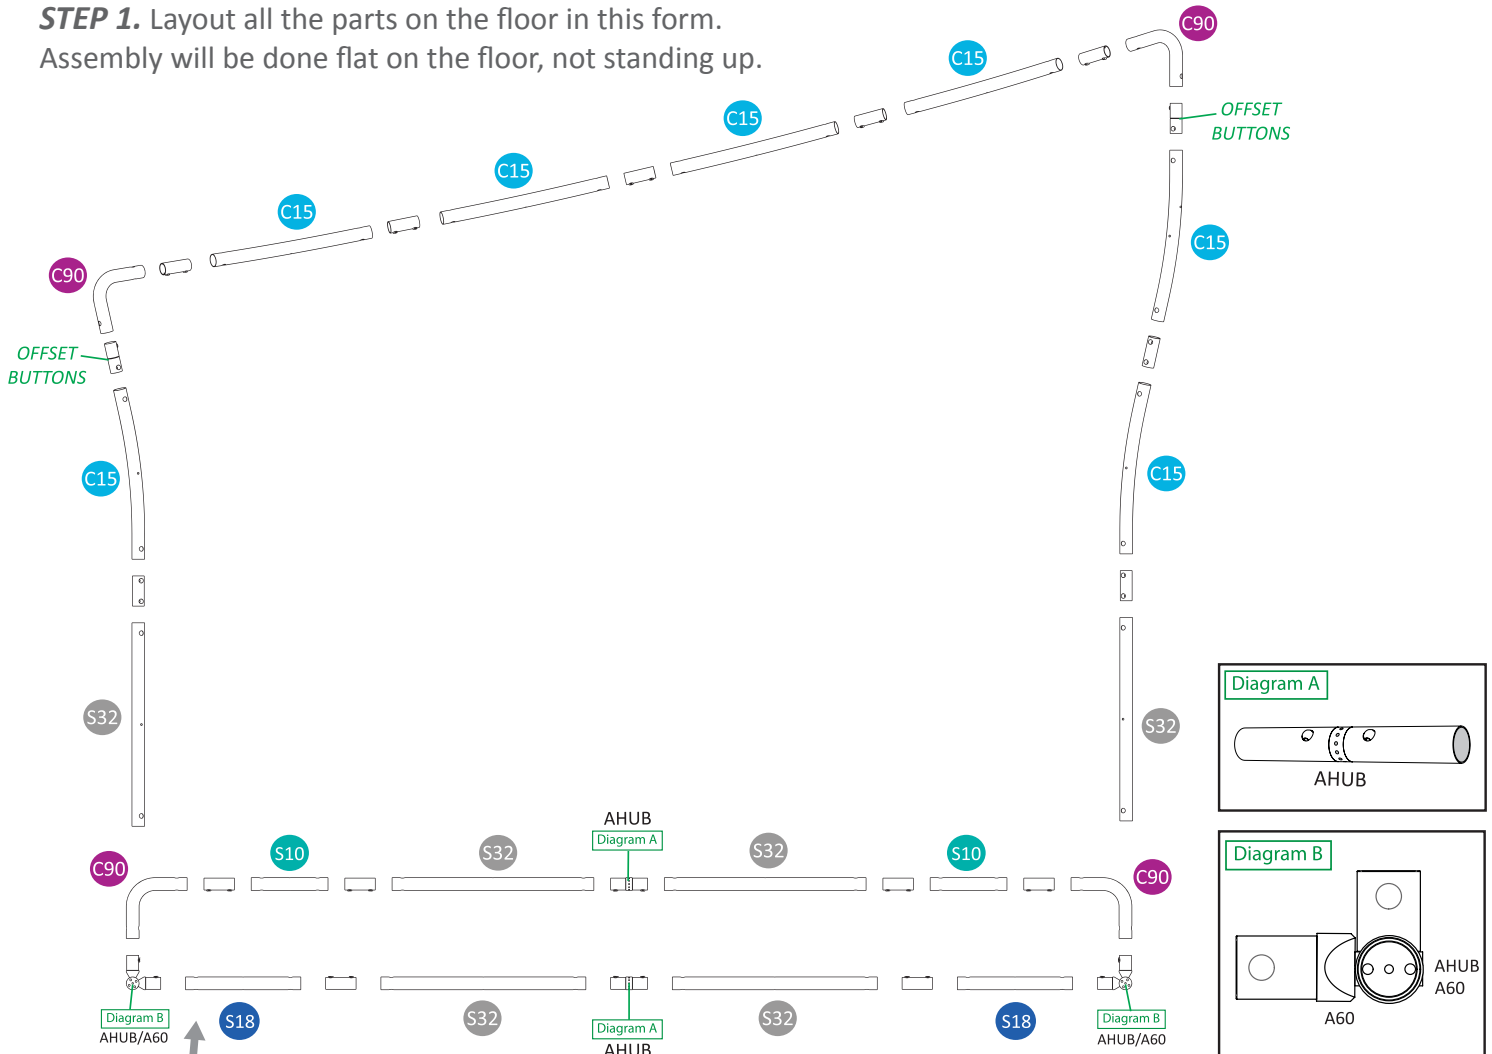 STEP 1. Layout all the parts on the floor in this form.
Assembly will be done flat on the floor, not standing up.
C90
C15
OFFSET
BUTTONS
C15
C15
C15
C15
C90
OFFSET
BUTTONS
C15
C15
S32
S32
Diagram A
AHUB
AHUB
Diagram A
C90
S10
S32
S32
S10
C90
Diagram B
AHUB
A60
A60
Diagram B
AHUB/A60
S18
S32
Diagram A
AHUB
S32
S18
Diagram B
AHUB/A60